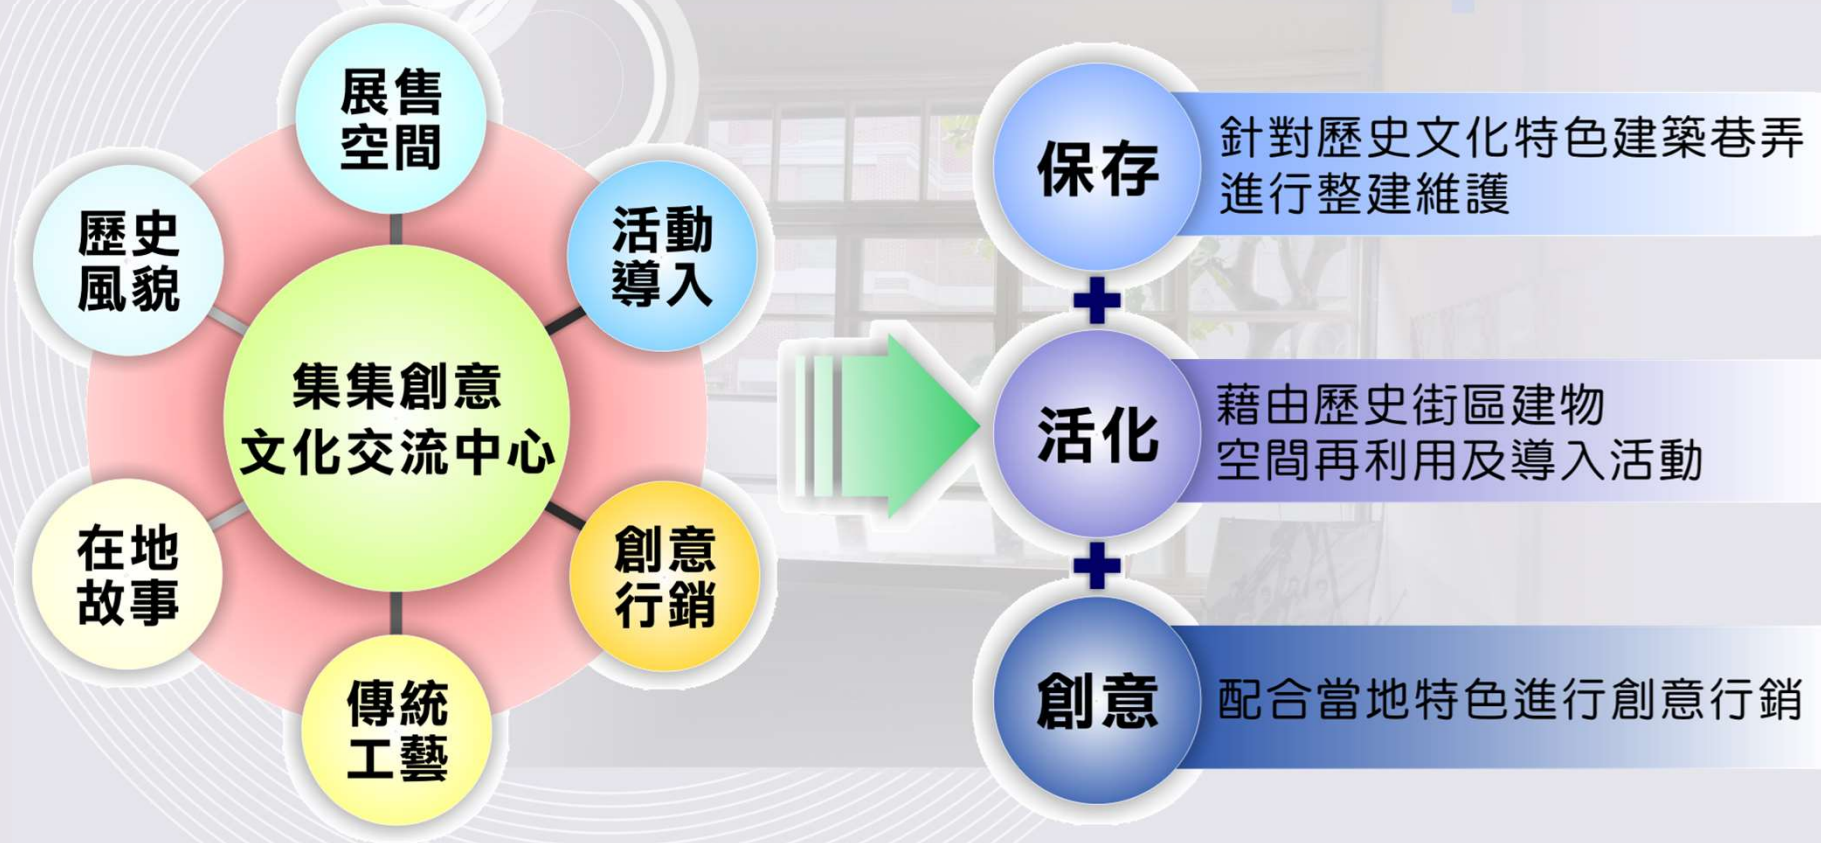 展售
空間
活動
導入
創意
行銷
傳統
工藝
在地
故事
歷史
風貌
集集創意
文化交流中心
保存
針對歷史文化特色建築巷弄
進行整建維護
活化
藉由歷史街區建物
空間再利用及導入活動
創意
配合當地特色進行創意行銷